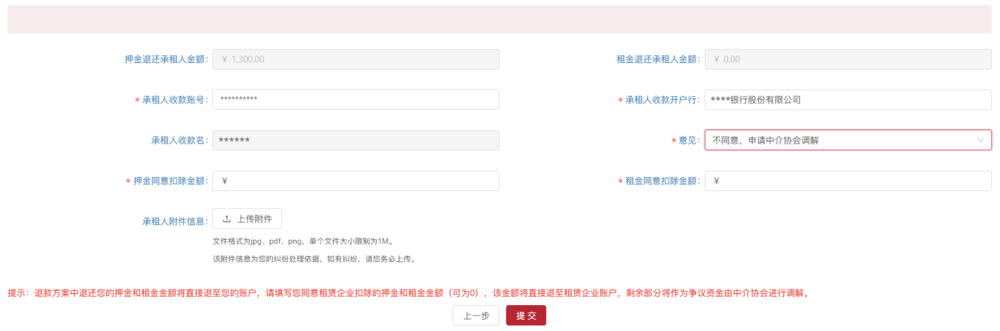 押金退还承租人金额： ￥ 1,300.00 租金退还承租人金额： ￥ 0.00
* 承租人收款账号： ********** * 承租人收款开户行： ****银行股份有限公司
承租人收款名： ****** * 意见： 不同意，申请中介协会调解
* 押金同意扣除金额： ￥ * 租金同意扣除金额： ￥
承租人附件信息： 上传附件
文件格式为jpg、pdf、png，单个文件大小限制为1M。
该附件信息为您的纠纷处理依据，如有纠纷，请您务必上传。
提示：退款方案中退还您的押金和租金金额将直接退至您的账户，请填写您同意租赁企业扣除的押金和租金金额（可为0），该金额将直接退至租赁企业账户，剩余部分将作为争议资金由中介协会进行调解。
上一步 提交